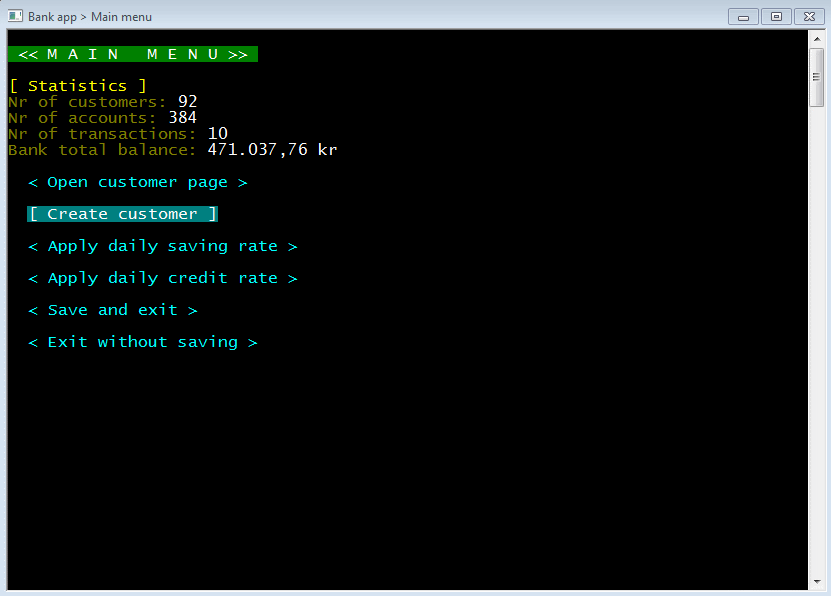 Bank app > Main menu
<< M A I N   M E N U >>
[ Statistics ]
Nr of customers: 92
Nr of accounts: 384
Nr of transactions: 10
Bank total balance: 471.037,76 kr
< Open customer page >
[ Create customer ]
< Apply daily saving rate >
< Apply daily credit rate >
< Save and exit >
< Exit without saving >